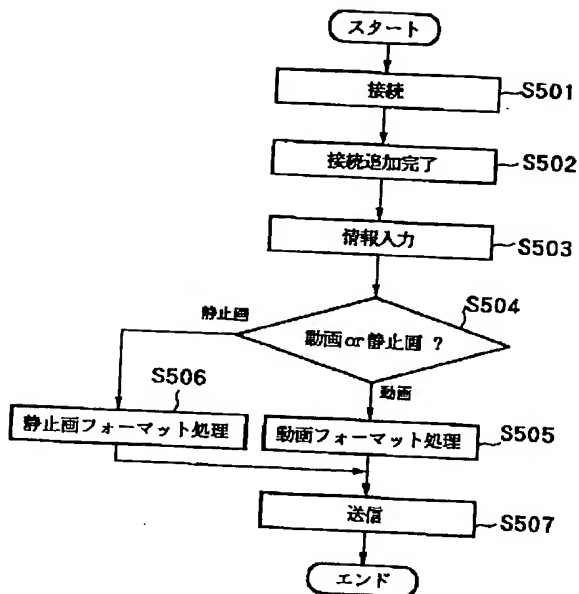 スタート
接続
S501
接続追加完了
S502
情報入力
S503
S504
静止画
動画or静止画 ?
動画
S506
静止画フォーマット処理
動画フォーマット処理
S505
送信
S507
エンド